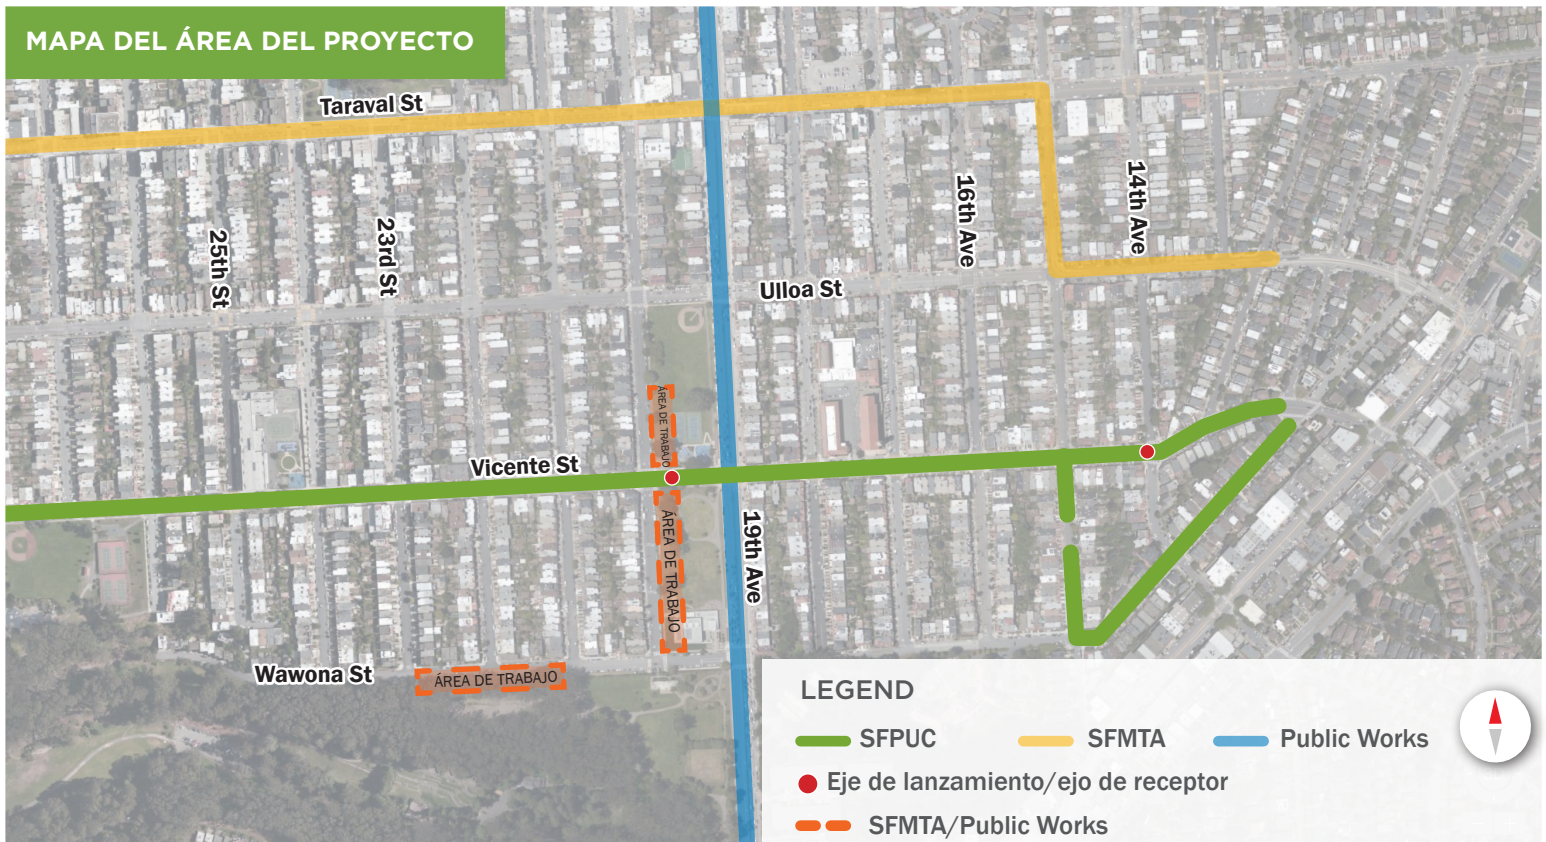 MAPA DEL ÁREA DEL PROYECTO
Taraval St
25th St
23rd St
16th Ave
14th Ave
Ulloa St
ÁREA DE TRABAJO
Vicente St
ÁREA DE TRABAJO
19th Ave
Wawona St
ÁREA DE TRABAJO
LEGEND
SFPUC SFMTA Public Works
Eje de lanzamiento/ejo de receptor
SFMTA/Public Works